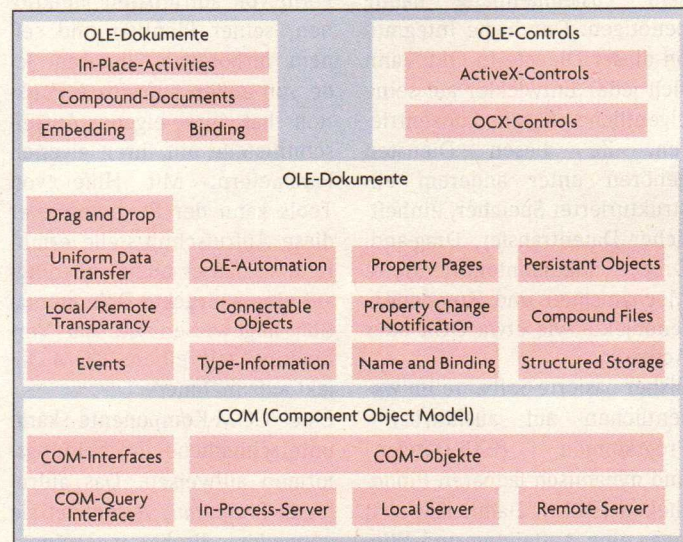 OLE-Dokumente
In-Place-Activities
Compound-Documents
Embedding Binding
OLE-Controls
ActiveX-Controls
OCX-Controls
OLE-Dokumente
Drag and Drop
Uniform Data
Transfer
OLE-Automation
Property Pages
Persistant Objects
Local/Remote
Transparancy
Connectable
Objects
Property Change
Notification
Compound Files
Events
Type-Information
Name and Binding
Structured Storage
COM (Component Object Model)
COM-Interfaces
COM-Objekte
COM-Query
Interface
In-Process-Server
Local Server
Remote Server